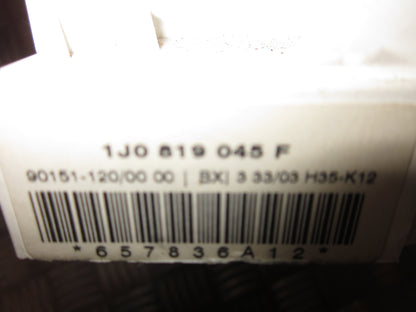 1J0 819 045 F
90151-120/00 00 | BX| 3 33/03 H35-K12
*657836A12*